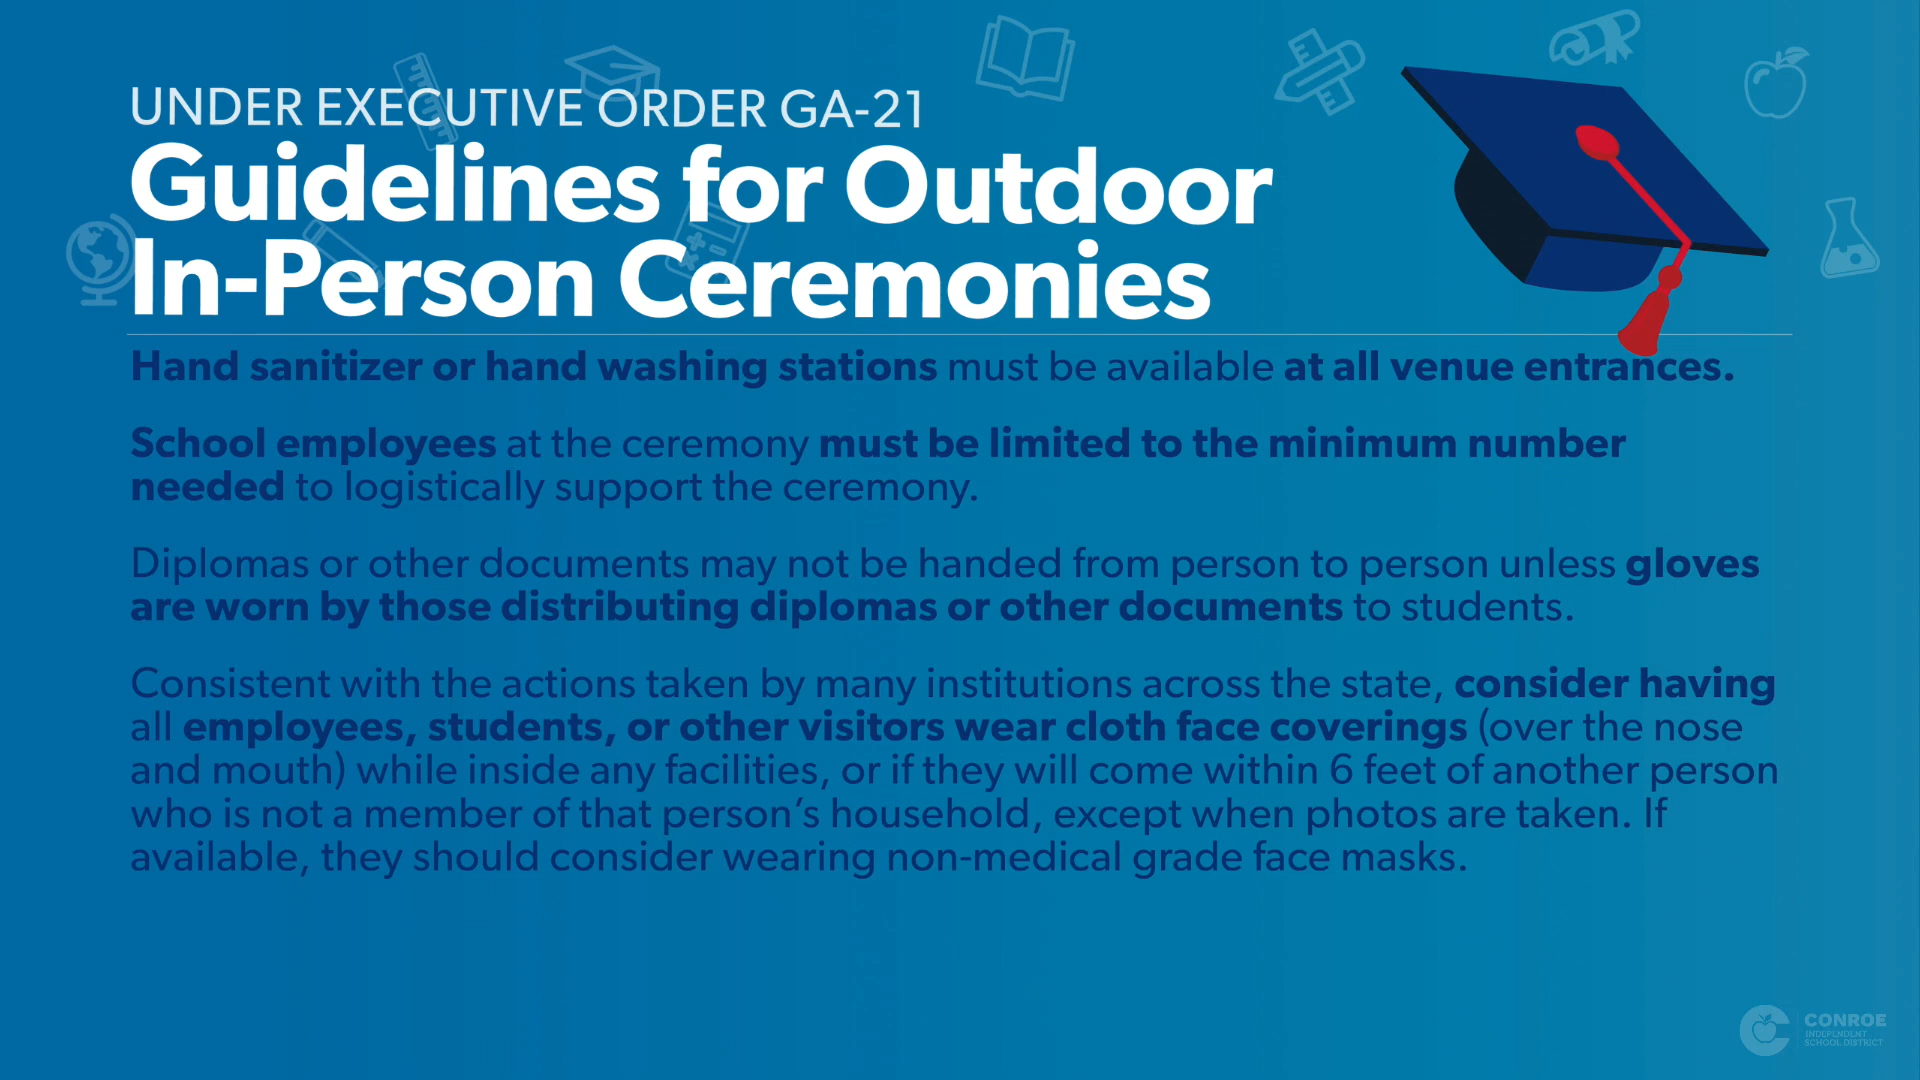 UNDER EXECUTIVE ORDER GA-21
Guidelines for Outdoor
In-Person Ceremonies
Hand sanitizer or hand washing stations must be available at all venue entrances.
School employees at the ceremony must be limited to the minimum number
needed to logistically support the ceremony.
Diplomas or other documents may not be handed from person to person unless gloves
are worn by those distributing diplomas or other documents to students.
Consistent with the actions taken by many institutions across the state, consider having
all employees, students, or other visitors wear cloth face coverings (over the nose
and mouth) while inside any facilities, or if they will come within 6 feet of another person
who is not a member of that person’s household, except when photos are taken. If
available, they should consider wearing non-medical grade face masks.
CONROE
INDEPENDENT
SCHOOL DISTRICT